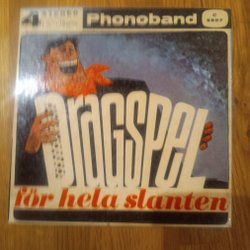 4 STEREO Phonoband
DRAGSPEL
för hela slanten